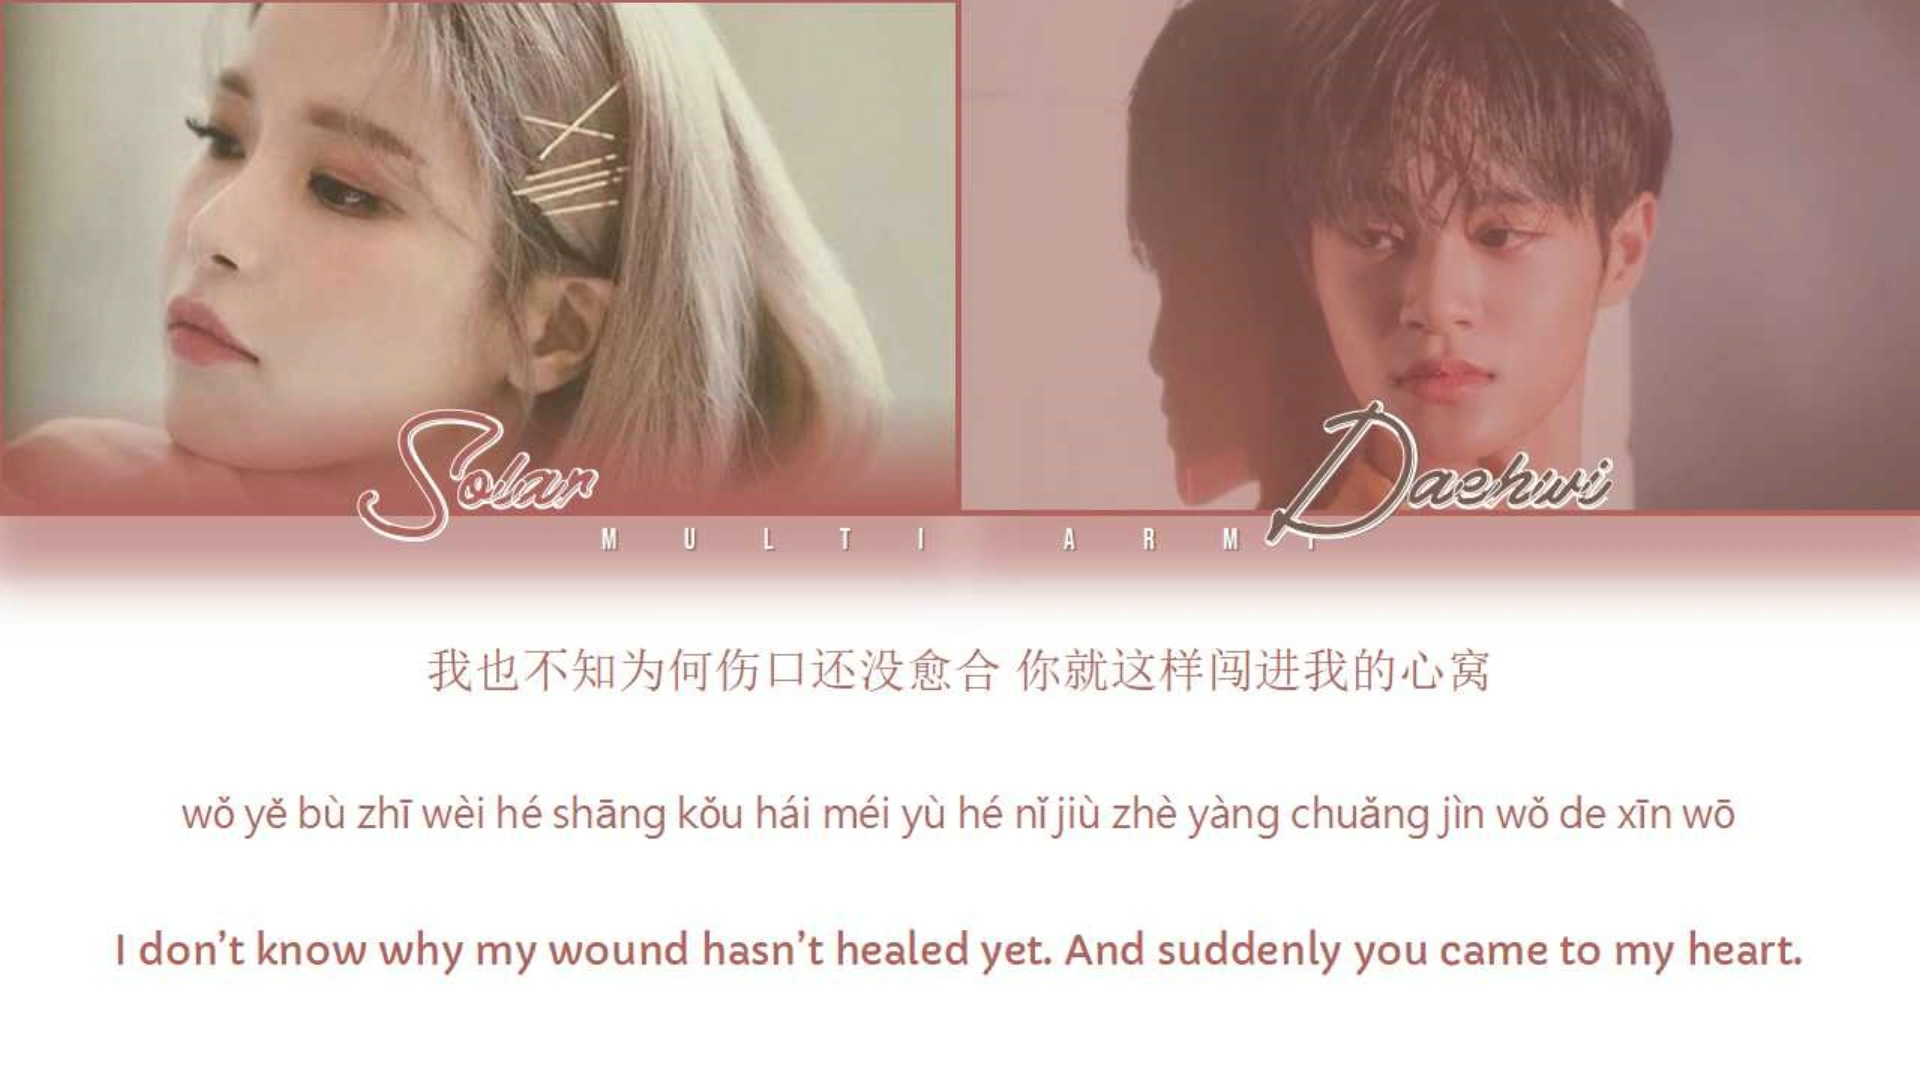 Solar
Daehwi
MULTI ARMY
我也不知为何伤口还没愈合 你就这样闯进我的心窝
wǒ yě bù zhī wèi hé shāng kǒu hái méi yù hé nǐ jiù zhè yàng chuǎng jìn wǒ de xīn wō
I don't know why my wound hasn't healed yet. And suddenly you came to my heart.